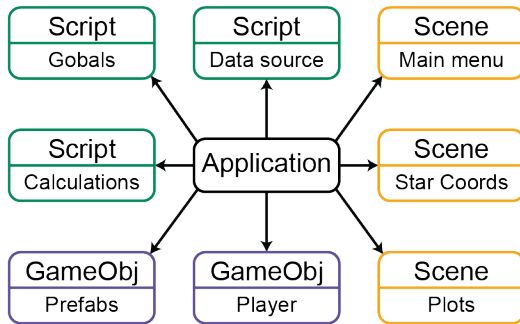 Script
Gobals
Script
Data source
Scene
Main menu
Script
Calculations
Application
Scene
Star Coords
GameObj
Prefabs
GameObj
Player
Scene
Plots